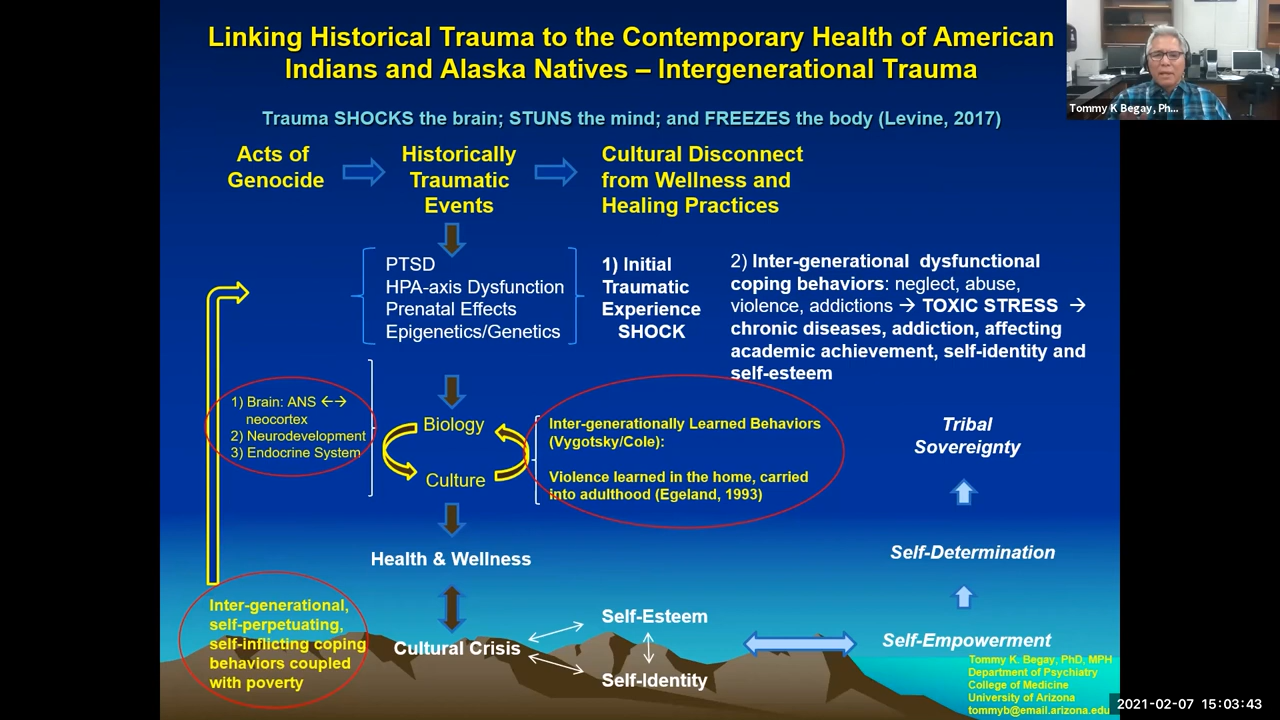 Linking Historical Trauma to the Contemporary Health of American
Indians and Alaska Natives – Intergenerational Trauma
Tommy K Begay, Ph...
Trauma SHOCKS the brain; STUNS the mind; and FREEZES the body (Levine, 2017)
Acts of
Genocide
Historically
Traumatic
Events
Cultural Disconnect
from Wellness and
Healing Practices
PTSD
HPA-axis Dysfunction
Prenatal Effects
Epigenetics/Genetics
1) Initial
Traumatic
Experience
SHOCK
2) Inter-generational dysfunctional
coping behaviors: neglect, abuse,
violence, addictions → TOXIC STRESS →
chronic diseases, addiction, affecting
academic achievement, self-identity and
self-esteem
1) Brain: ANS ←→
neocortex
2) Neurodevelopment
3) Endocrine System
Biology
Culture
Inter-generationally Learned Behaviors
(Vygotsky/Cole):
Violence learned in the home, carried
into adulthood (Egeland, 1993)
Tribal
Sovereignty
Health & Wellness
Self-Determination
Inter-generational,
self-perpetuating,
self-inflicting coping
behaviors coupled
with poverty
Cultural Crisis
Self-Esteem
Self-Identity
Self-Empowerment
Tommy K. Begay, PhD, MPH
Department of Psychiatry
College of Medicine
University of Arizona
tommyb@email.arizona.edu
2021-02-07 15:03:43